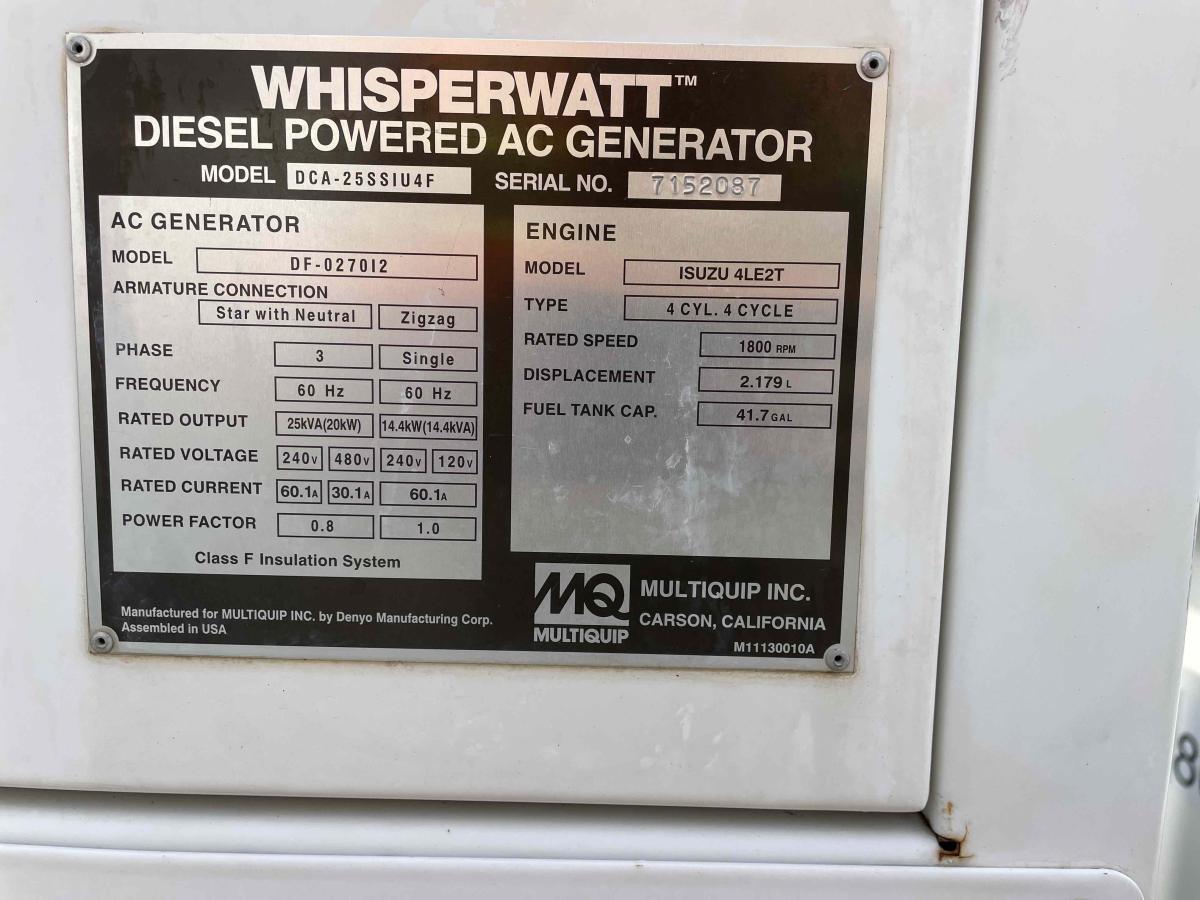 WHISPERWATT™
DIESEL POWERED AC GENERATOR
MODEL DCA-25SSIU4F SERIAL NO. 7152087
AC GENERATOR
MODEL DF-0270I2
ARMATURE CONNECTION
Star with Neutral Zigzag
PHASE 3 Single
FREQUENCY 60 Hz 60 Hz
RATED OUTPUT 25kVA(20kW) 14.4kW(14.4kVA)
RATED VOLTAGE 240V 480V 240V 120V
RATED CURRENT 60.1A 30.1A 60.1A
POWER FACTOR 0.8 1.0
Class F Insulation System
ENGINE
MODEL ISUZU 4LE2T
TYPE 4 CYL. 4 CYCLE
RATED SPEED 1800 RPM
DISPLACEMENT 2.179 L
FUEL TANK CAP. 41.7 GAL
Manufactured for MULTIQUIP INC. by Denyo Manufacturing Corp.
Assembled in USA
MQ
MULTIQUIP
MULTIQUIP INC.
CARSON, CALIFORNIA
M11130010A
8